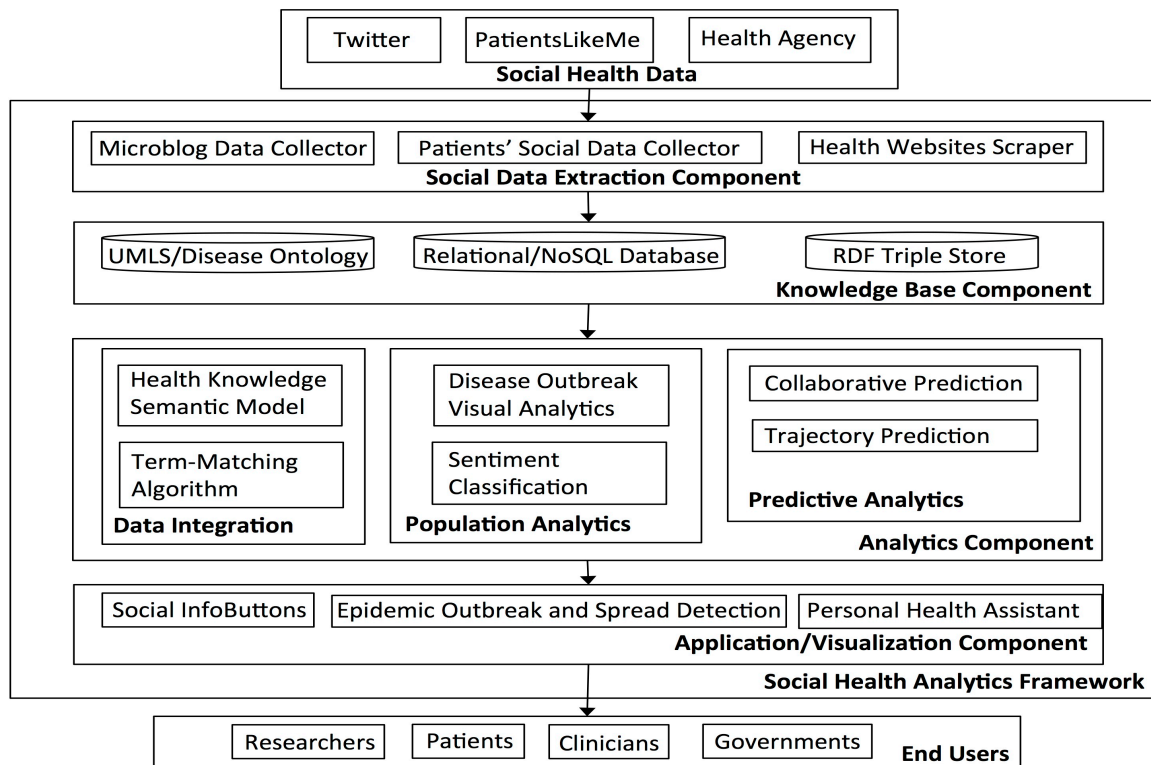 Twitter
PatientsLikeMe
Health Agency
Social Health Data
Microblog Data Collector
Patients' Social Data Collector
Health Websites Scraper
Social Data Extraction Component
UMLS/Disease Ontology
Relational/NoSQL Database
RDF Triple Store
Knowledge Base Component
Health Knowledge
Semantic Model
Term-Matching
Algorithm
Data Integration
Disease Outbreak
Visual Analytics
Sentiment
Classification
Population Analytics
Collaborative Prediction
Trajectory Prediction
Predictive Analytics
Analytics Component
Social InfoButtons
Epidemic Outbreak and Spread Detection
Personal Health Assistant
Application/Visualization Component
Social Health Analytics Framework
Researchers
Patients
Clinicians
Governments
End Users